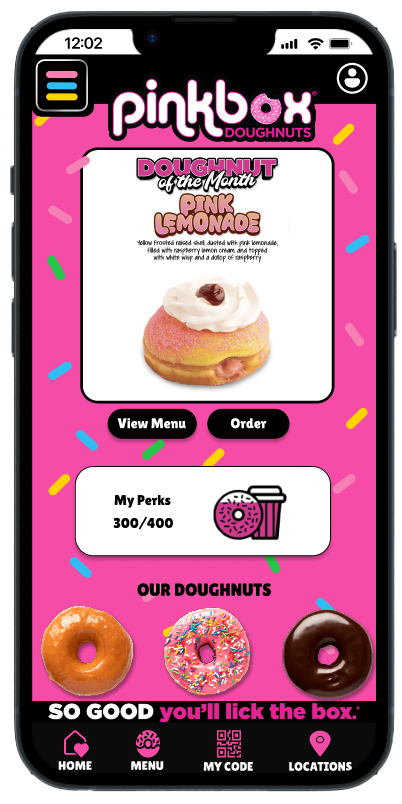 12:02
pinkbox®
DOUGHNUTS
DOUGHNUT
of the Month
PINK
LEMONADE
Yellow frosted raised shell, dusted with pink lemonade,
filled with raspberry lemon cream, and topped
with white wisp and a dollop of raspberry
View Menu
Order
My Perks
300/400
OUR DOUGHNUTS
SO GOOD you'll lick the box.®
HOME
MENU
MY CODE
LOCATIONS